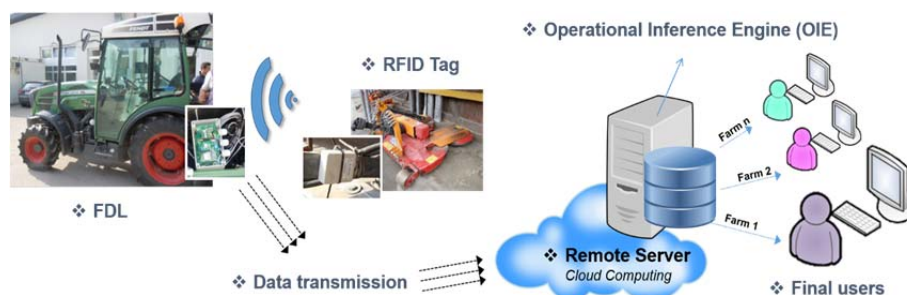 ❖ Operational Inference Engine (OIE)
❖ RFID Tag
❖ FDL
❖ Data transmission
❖ Remote Server
Cloud Computing
Farm n
Farm 2
Farm 1
❖ Final users